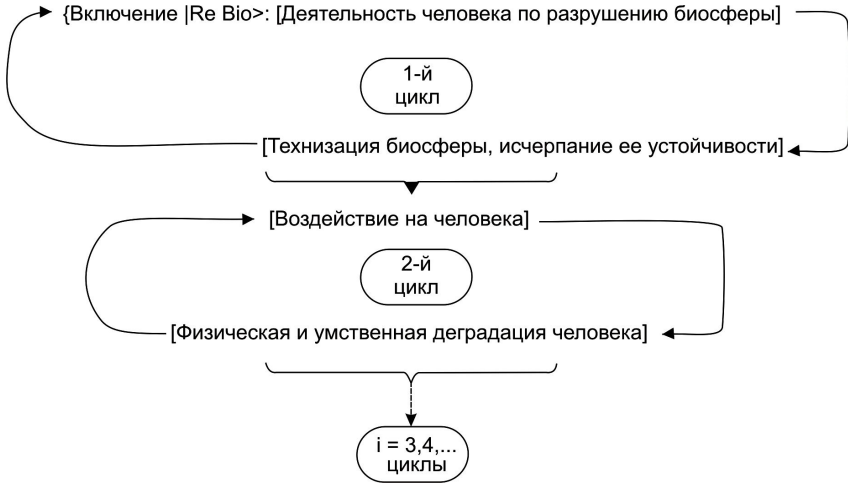 {Включение |Re Bio>: [Деятельность человека по разрушению биосферы]
1-й
цикл
[Технизация биосферы, исчерпание ее устойчивости]
[Воздействие на человека]
2-й
цикл
[Физическая и умственная деградация человека]
i = 3,4,...
циклы